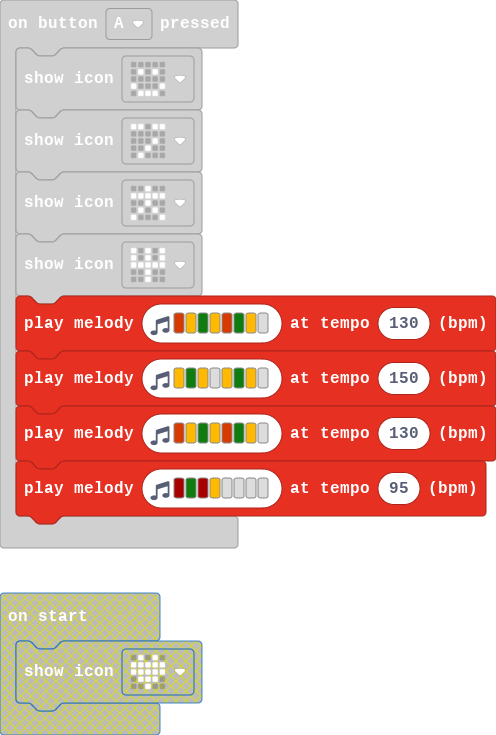 on button A pressed
show icon
show icon
show icon
show icon
play melody at tempo 130 (bpm)
play melody at tempo 150 (bpm)
play melody at tempo 130 (bpm)
play melody at tempo 95 (bpm)
on start
show icon